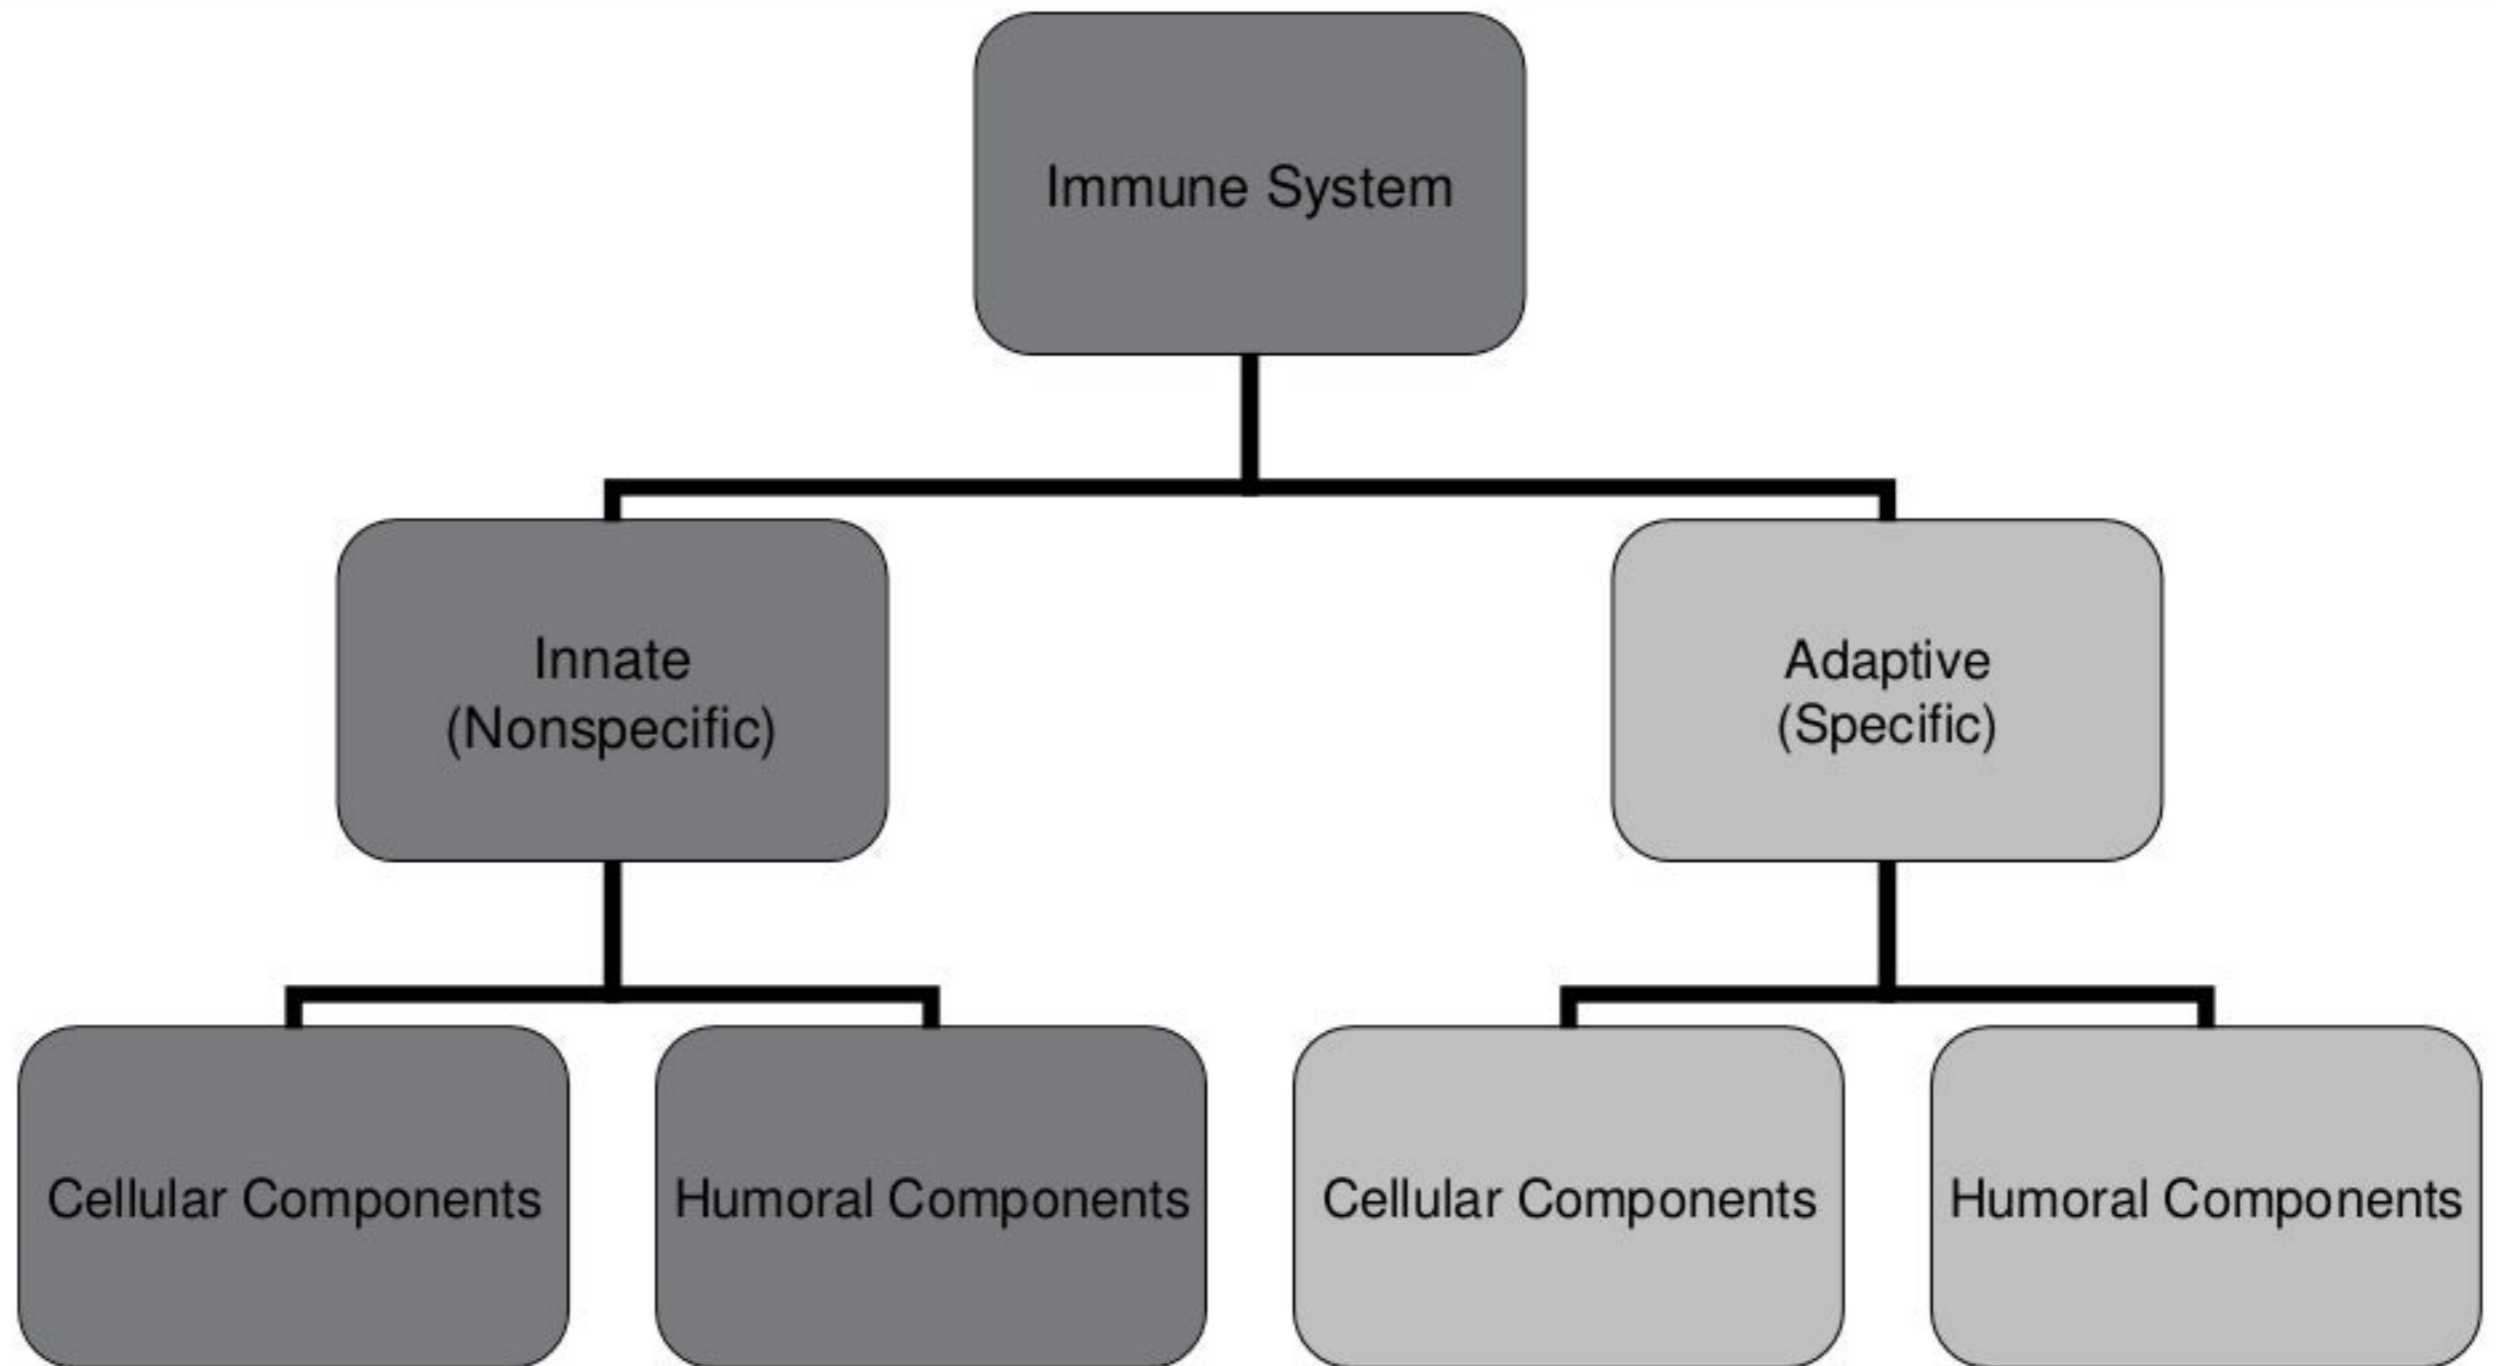 Immune System
Innate
(Nonspecific)
Adaptive
(Specific)
Cellular Components
Humoral Components
Cellular Components
Humoral Components